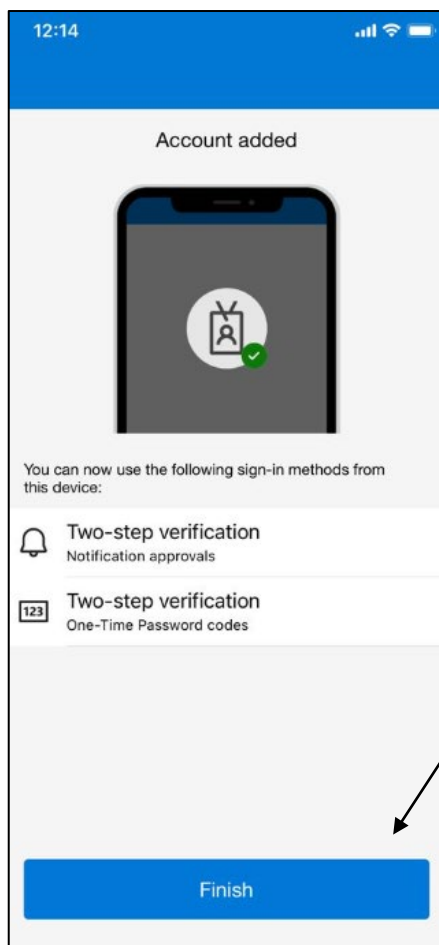 12:14
Account added
You can now use the following sign-in methods from
this device:
Two-step verification
Notification approvals
123
Two-step verification
One-Time Password codes
Finish